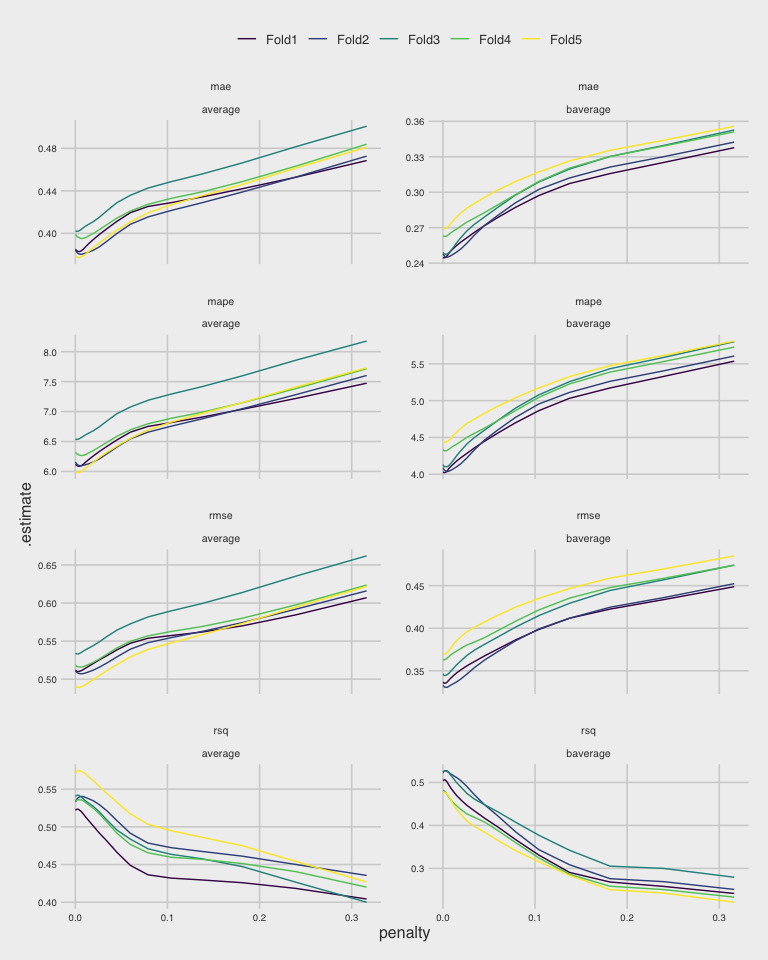 Fold1 Fold2 Fold3 Fold4 Fold5
mae mae
average baverage
0.48 0.44 0.40
0.36 0.33 0.30 0.27 0.24
mape mape
average baverage
8.0 7.5 7.0 6.5 6.0
5.5 5.0 4.5 4.0
.estimate
rmse rmse
average baverage
0.65 0.60 0.55 0.50
0.45 0.40 0.35
rsq rsq
average baverage
0.55 0.50 0.45 0.40
0.5 0.4 0.3
0.0 0.1 0.2 0.3 0.0 0.1 0.2 0.3
penalty